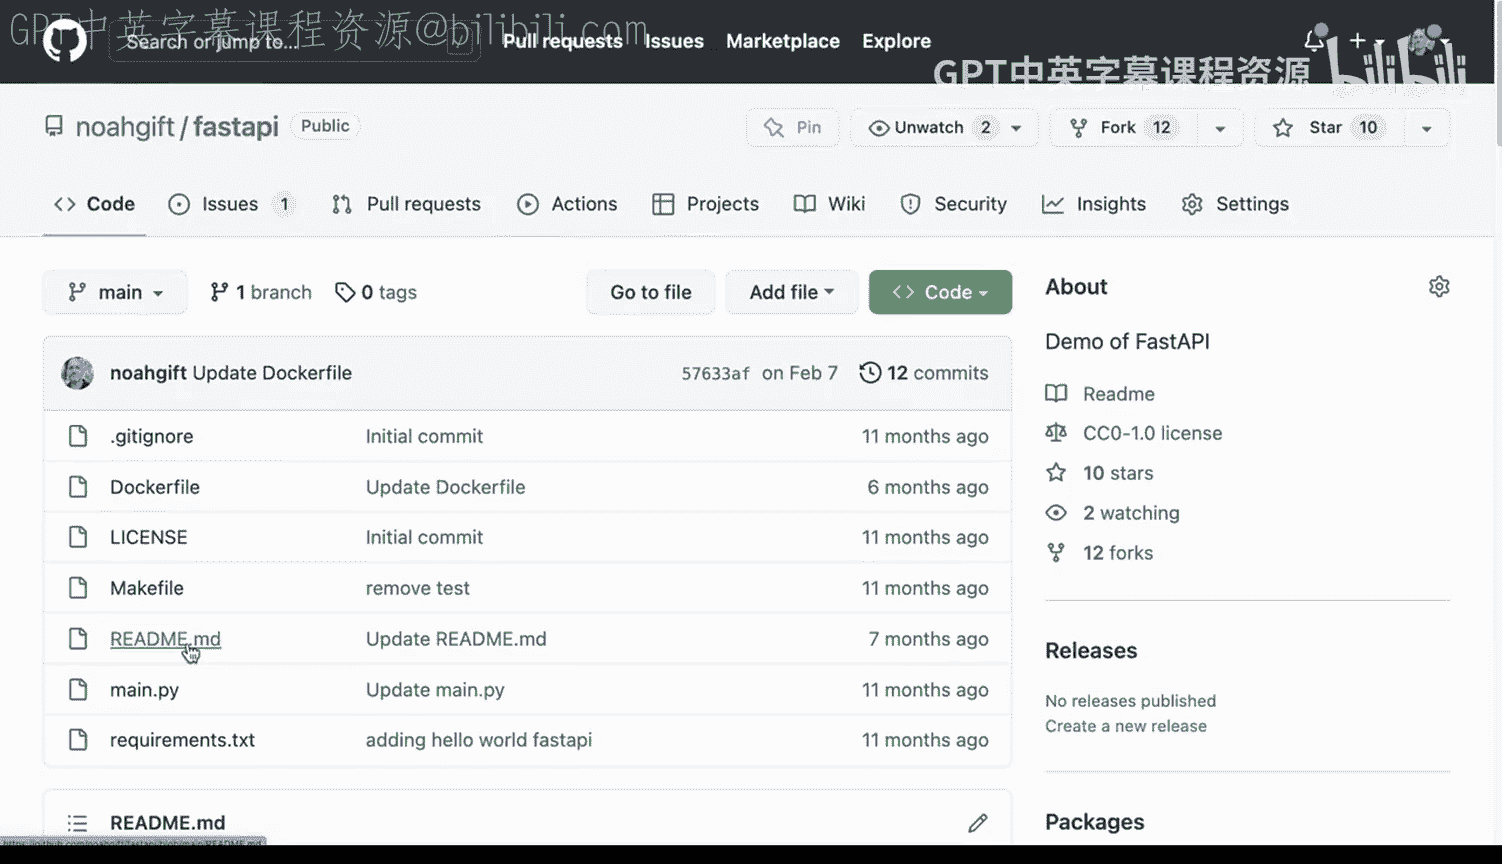 GPT中英字幕课程资源@bilibili.com
Search or jump to...
Pull requests Issues Marketplace Explore
GPT中英字幕课程资源 bilibili
noahgift / fastapi Public
Pin
Unwatch 2
Fork 12
Star 10
Code
Issues 1
Pull requests
Actions
Projects
Wiki
Security
Insights
Settings
main
1 branch
0 tags
Go to file
Add file
Code
noahgift Update Dockerfile 57633af on Feb 7 12 commits
.gitignore Initial commit 11 months ago
Dockerfile Update Dockerfile 6 months ago
LICENSE Initial commit 11 months ago
Makefile remove test 11 months ago
README.md Update README.md 7 months ago
main.py Update main.py 11 months ago
requirements.txt adding hello world fastapi 11 months ago
README.md
About
Demo of FastAPI
Readme
CC0-1.0 license
10 stars
2 watching
12 forks
Releases
No releases published
Create a new release
Packages